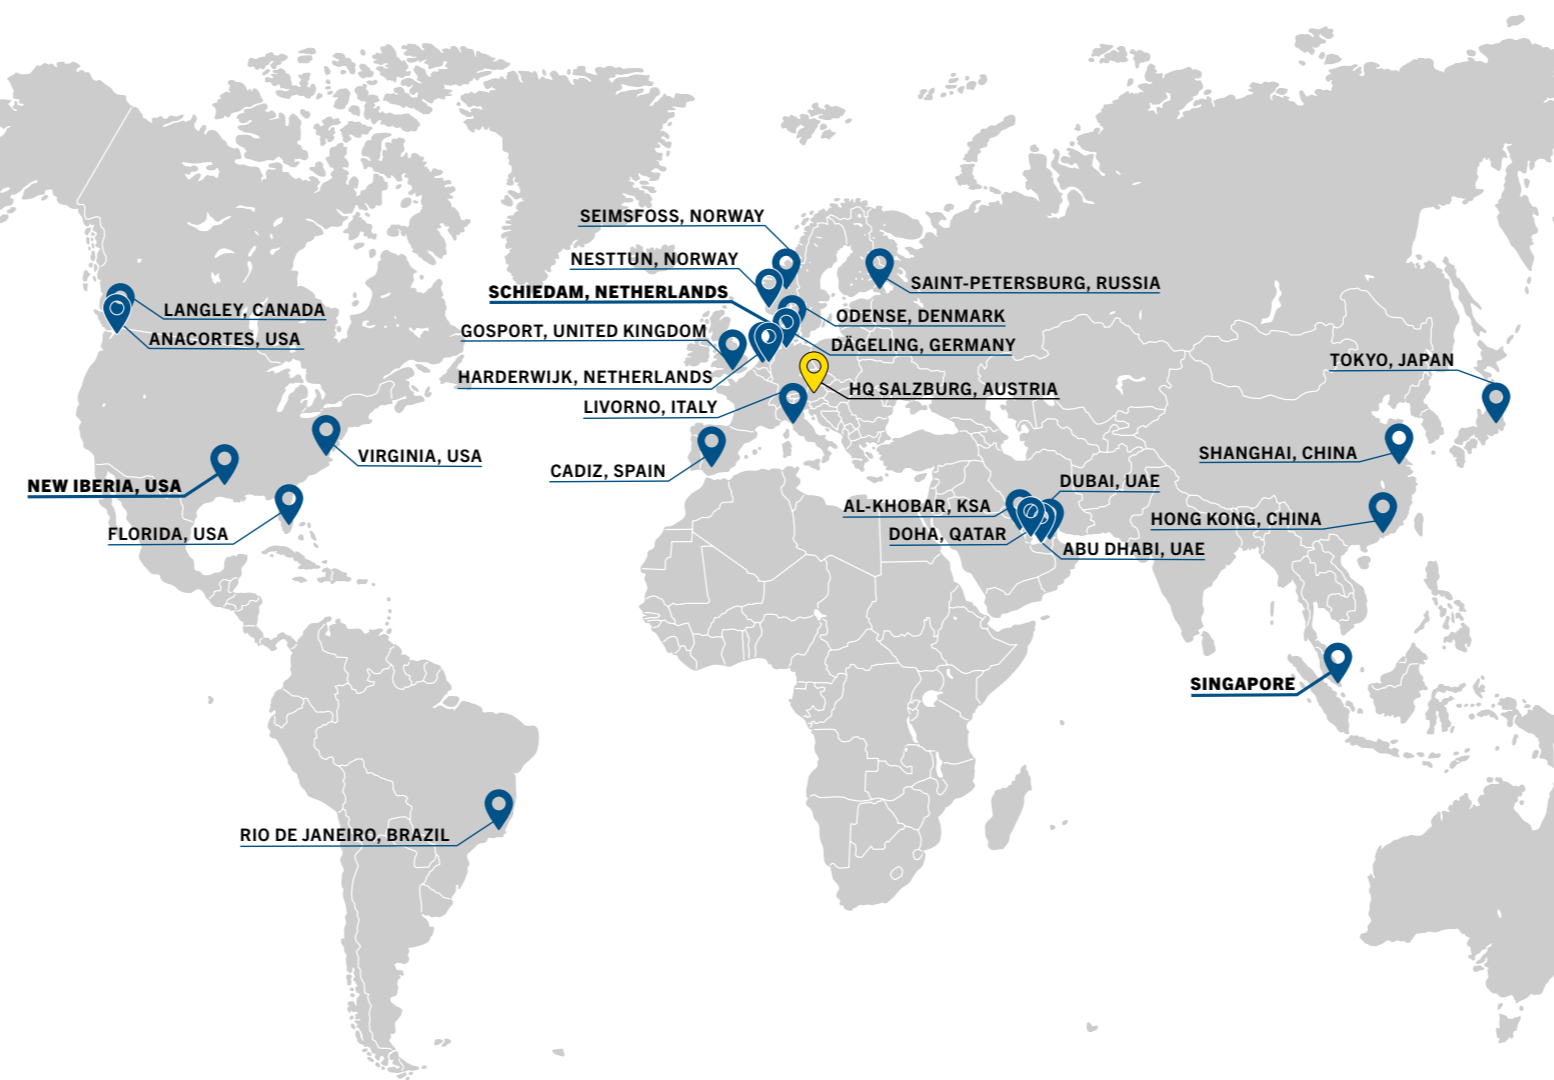 SEIMSFOSS, NORWAY
NESTTUN, NORWAY
SAINT-PETERSBURG, RUSSIA
SCHIEDAM, NETHERLANDS
LANGLEY, CANADA
ODENSE, DENMARK
GOSPORT, UNITED KINGDOM
ANACORTES, USA
DÄGELING, GERMANY
TOKYO, JAPAN
HARDERWIJK, NETHERLANDS
HQ SALZBURG, AUSTRIA
LIVORNO, ITALY
VIRGINIA, USA
SHANGHAI, CHINA
CADIZ, SPAIN
DUBAI, UAE
NEW IBERIA, USA
AL-KHOBAR, KSA
HONG KONG, CHINA
FLORIDA, USA
DOHA, QATAR
ABU DHABI, UAE
SINGAPORE
RIO DE JANEIRO, BRAZIL